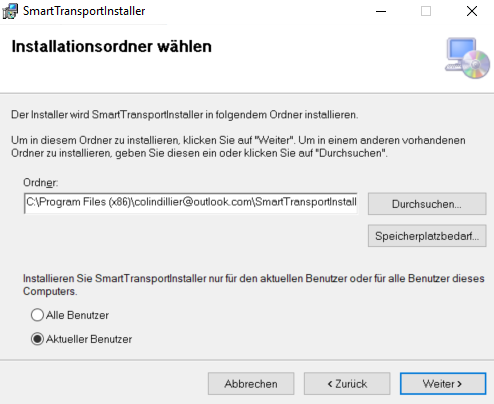 SmartTransportInstaller
Installationsordner wählen
Der Installer wird SmartTransportInstaller in folgendem Ordner installieren.
Um in diesem Ordner zu installieren, klicken Sie auf "Weiter". Um in einem anderen vorhandenen
Ordner zu installieren, geben Sie diesen ein oder klicken Sie auf "Durchsuchen".
Ordner:
C:\Program Files (x86)\colindillier@outlook.com\SmartTransportInstall
Durchsuchen...
Speicherplatzbedarf...
Installieren Sie SmartTransportInstaller nur für den aktuellen Benutzer oder für alle Benutzer dieses
Computers.
Alle Benutzer
Aktueller Benutzer
Abbrechen
< Zurück
Weiter >